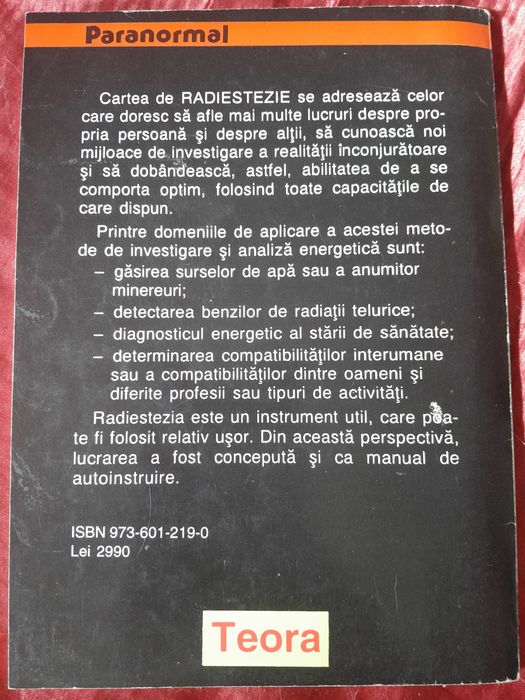 Paranormal
Cartea de RADIESTEZIE se adresează celor
care doresc să afle mai multe lucruri despre pro-
pria persoană şi despre alţii, să cunoască noi
mijloace de investigare a realităţii înconjurătoare
şi să dobândească, astfel, abilitatea de a se
comporta optim, folosind toate capacităţile de
care dispun.
Printre domeniile de aplicare a acestei meto-
de de investigare şi analiză energetică sunt:
– găsirea surselor de apă sau a anumitor
minereuri;
– detectarea benzilor de radiaţii telurice;
– diagnosticul energetic al stării de sănătate;
– determinarea compatibilităţilor interumane
sau a compatibilităţilor dintre oameni şi
diferite profesii sau tipuri de activităţi.
Radiestezia este un instrument util, care poa-
te fi folosit relativ uşor. Din această perspectivă,
lucrarea a fost concepută şi ca manual de
autoinstruire.
ISBN 973-601-219-0
Lei 2990
Teora